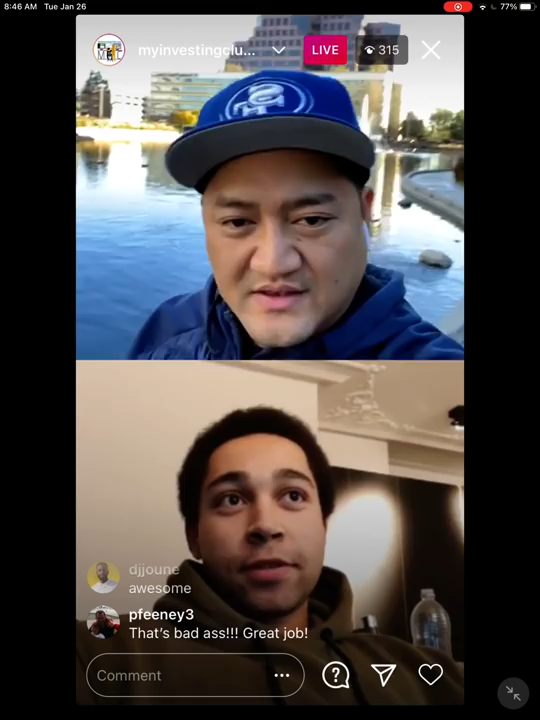 8:46 AM Tue Jan 26
77%
myinvestingclu...
LIVE
315
djjoune
awesome
pfeeney3
That's bad ass!!! Great job!
Comment